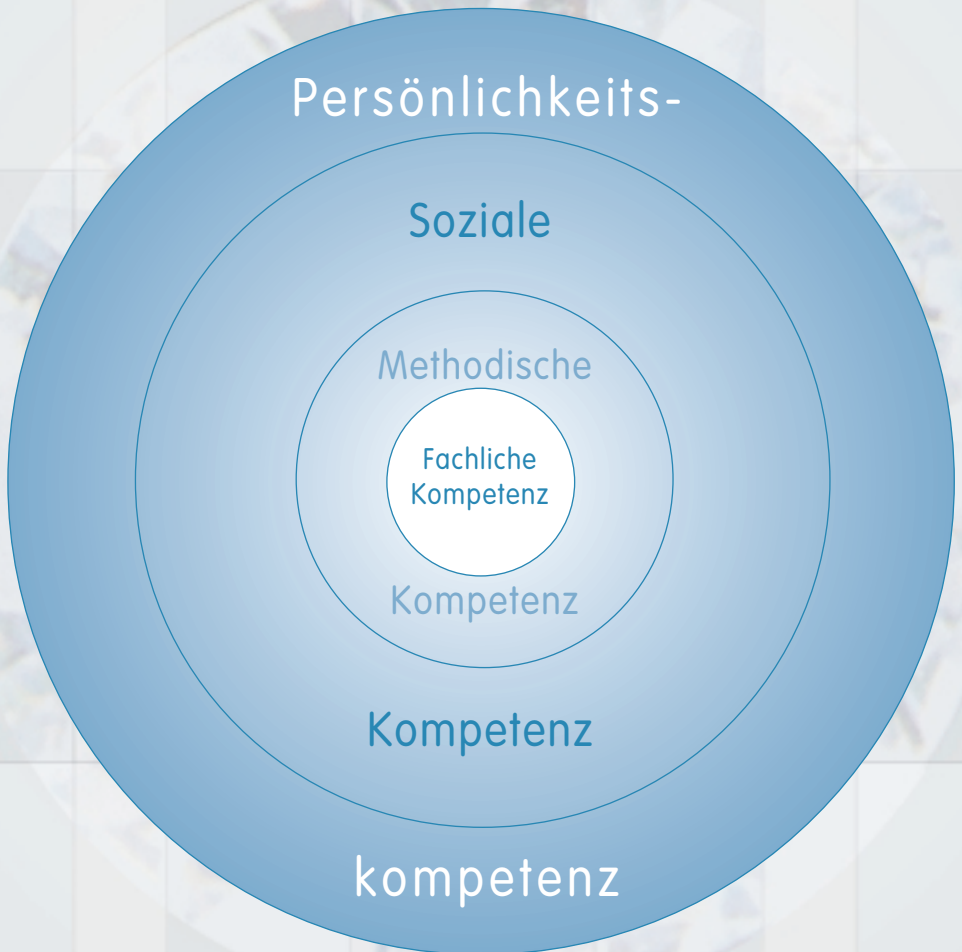 Persönlichkeits-
Soziale
Methodische
Fachliche
Kompetenz
Kompetenz
Kompetenz
kompetenz